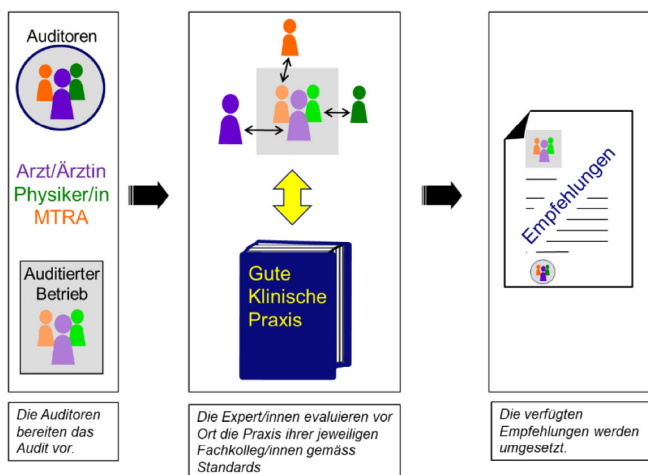 Auditoren
Arzt/Ärztin
Physiker/in
MTRA
Auditierter
Betrieb
Die Auditoren
bereiten das
Audit vor.
Gute
Klinische
Praxis
Die Expert/innen evaluieren vor
Ort die Praxis ihrer jeweiligen
Fachkolleg/innen gemäss
Standards
Empfehlungen
Die verfügten
Empfehlungen werden
umgesetzt.